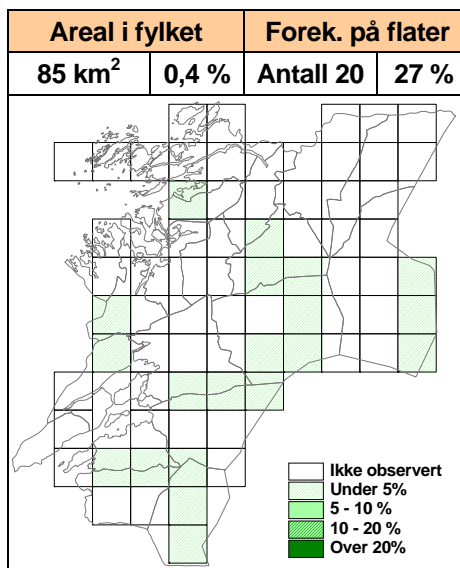 Areal i fylket Forek. på flater
85 km² 0,4 % Antall 20 27 %
Ikke observert
Under 5%
5 - 10 %
10 - 20 %
Over 20%